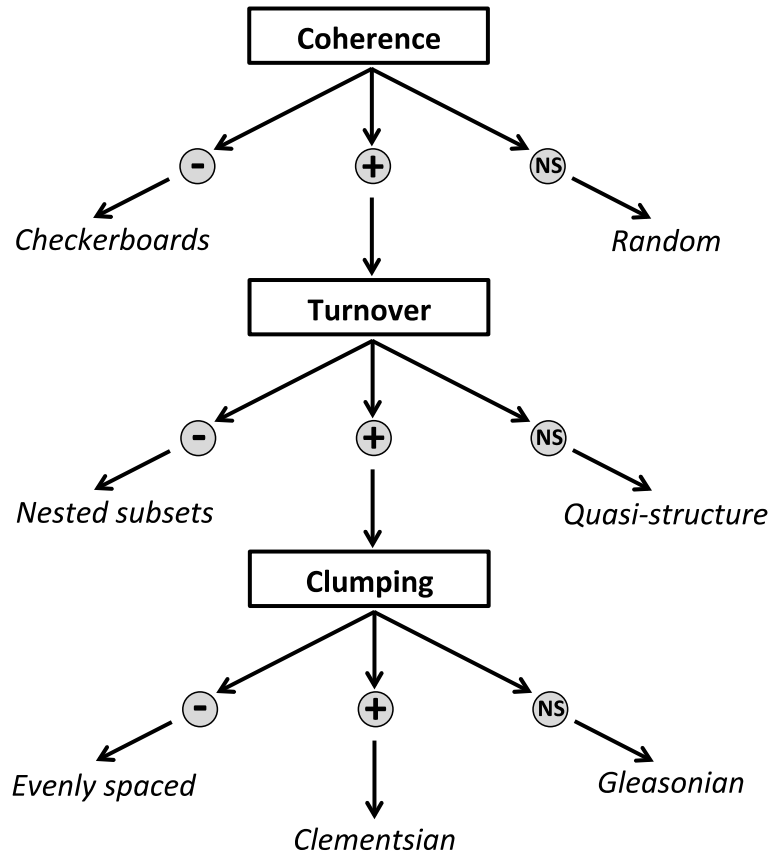 Coherence
- + NS
Checkerboards
Random
Turnover
- + NS
Nested subsets
Quasi-structure
Clumping
- + NS
Evenly spaced
Gleasonian
Clementsian